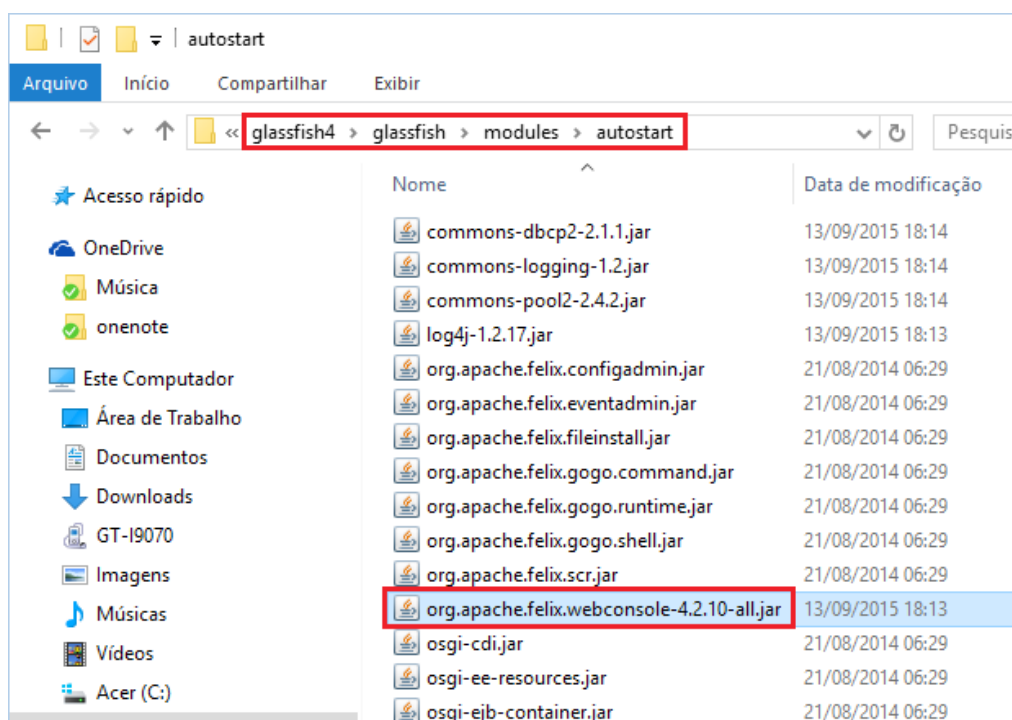 autostart
Arquivo Início Compartilhar Exibir
« glassfish4 > glassfish > modules > autostart Pesquis
Acesso rápido
OneDrive
Música
onenote
Este Computador
Área de Trabalho
Documentos
Downloads
GT-I9070
Imagens
Músicas
Vídeos
Acer (C:)
Nome Data de modificação
commons-dbcp2-2.1.1.jar 13/09/2015 18:14
commons-logging-1.2.jar 13/09/2015 18:14
commons-pool2-2.4.2.jar 13/09/2015 18:14
log4j-1.2.17.jar 13/09/2015 18:13
org.apache.felix.configadmin.jar 21/08/2014 06:29
org.apache.felix.eventadmin.jar 21/08/2014 06:29
org.apache.felix.fileinstall.jar 21/08/2014 06:29
org.apache.felix.gogo.command.jar 21/08/2014 06:29
org.apache.felix.gogo.runtime.jar 21/08/2014 06:29
org.apache.felix.gogo.shell.jar 21/08/2014 06:29
org.apache.felix.scr.jar 21/08/2014 06:29
org.apache.felix.webconsole-4.2.10-all.jar 13/09/2015 18:13
osgi-cdi.jar 21/08/2014 06:29
osgi-ee-resources.jar 21/08/2014 06:29
osgi-ejb-container.jar 21/08/2014 06:29